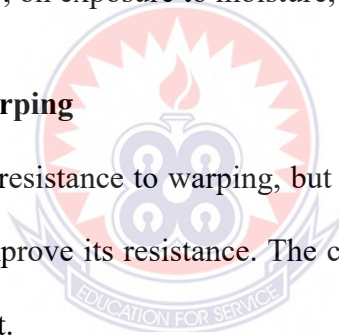 , on exposure to moisture,
rping
resistance to warping, but
prove its resistance. The c
t.
EDUCATION FOR SERVICE